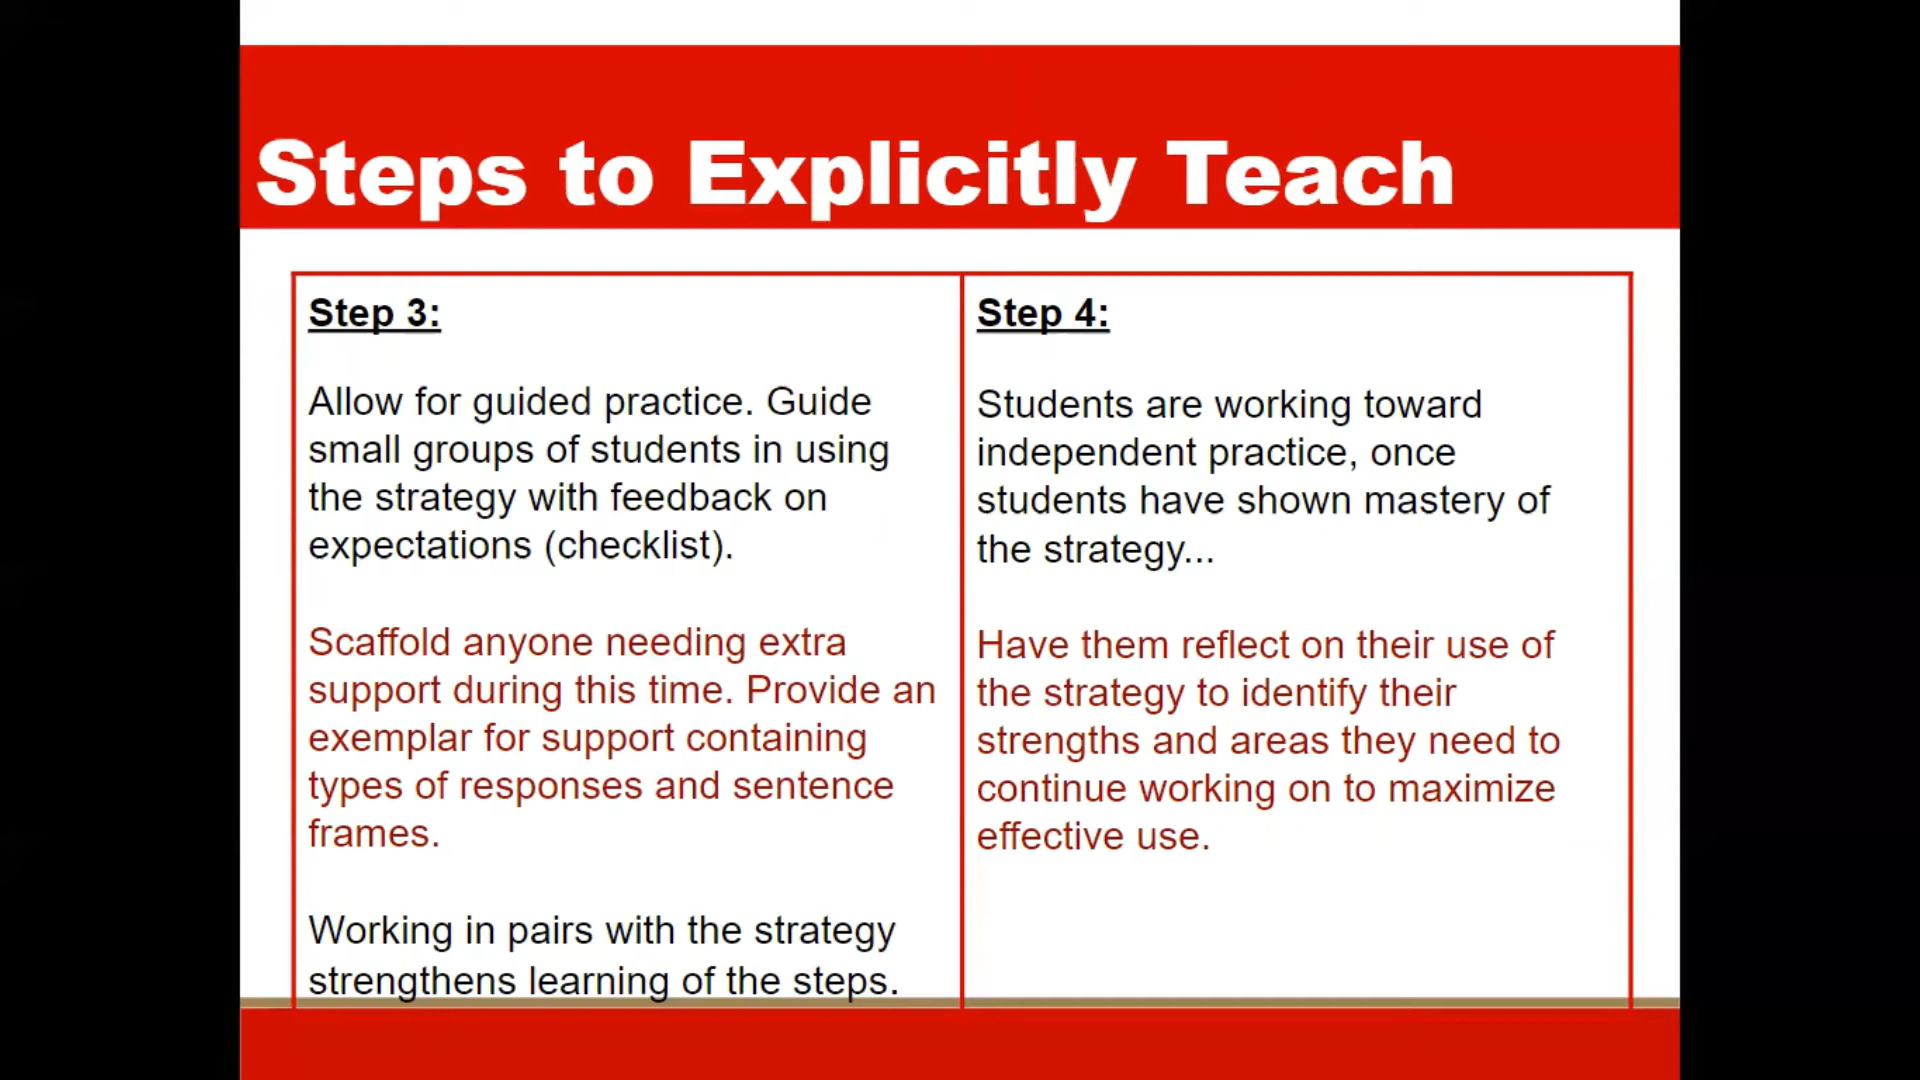 Steps to Explicitly Teach
Step 3:
Allow for guided practice. Guide
small groups of students in using
the strategy with feedback on
expectations (checklist).
Scaffold anyone needing extra
support during this time. Provide an
exemplar for support containing
types of responses and sentence
frames.
Working in pairs with the strategy
strengthens learning of the steps.
Step 4:
Students are working toward
independent practice, once
students have shown mastery of
the strategy...
Have them reflect on their use of
the strategy to identify their
strengths and areas they need to
continue working on to maximize
effective use.